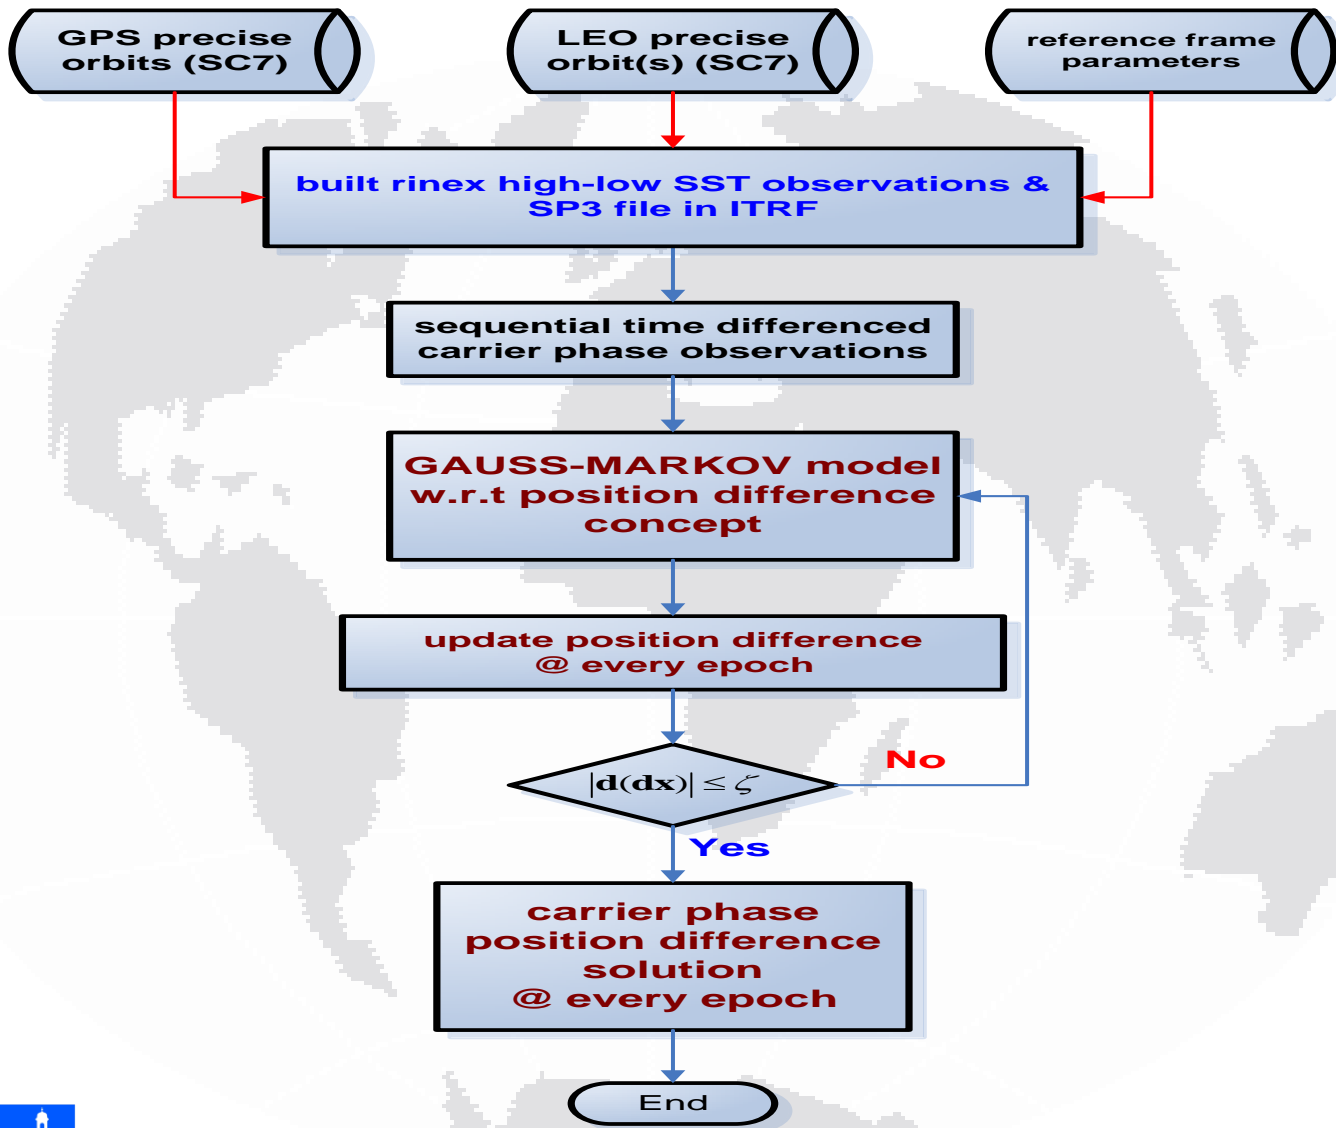 GPS precise
orbits (SC7)
LEO precise
orbit(s) (SC7)
reference frame
parameters
built rinex high-low SST observations &
SP3 file in ITRF
sequential time differenced
carrier phase observations
GAUSS-MARKOV model
w.r.t position difference
concept
update position difference
@ every epoch
|d(dx)| ≤ ζ
No
Yes
carrier phase
position difference
solution
@ every epoch
End